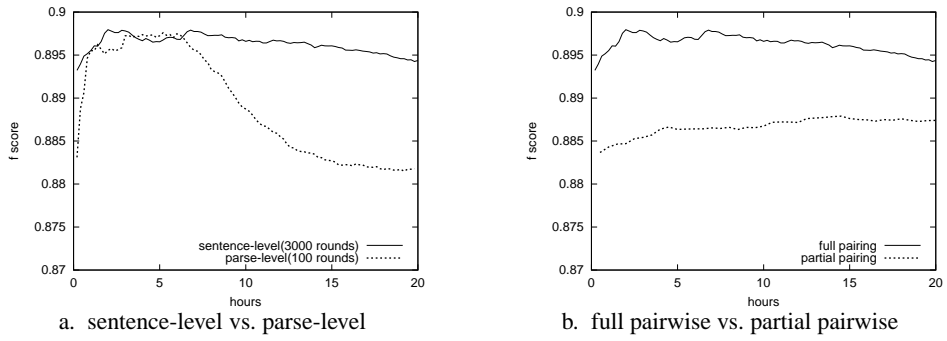 0.9
0.895
0.89
0.885
0.88
0.875
0.87
f score
sentence-level(3000 rounds)
parse-level(100 rounds)
0 5 10 15 20
hours
a. sentence-level vs. parse-level
0.9
0.895
0.89
0.885
0.88
0.875
0.87
f score
full pairing
partial pairing
0 5 10 15 20
hours
b. full pairwise vs. partial pairwise